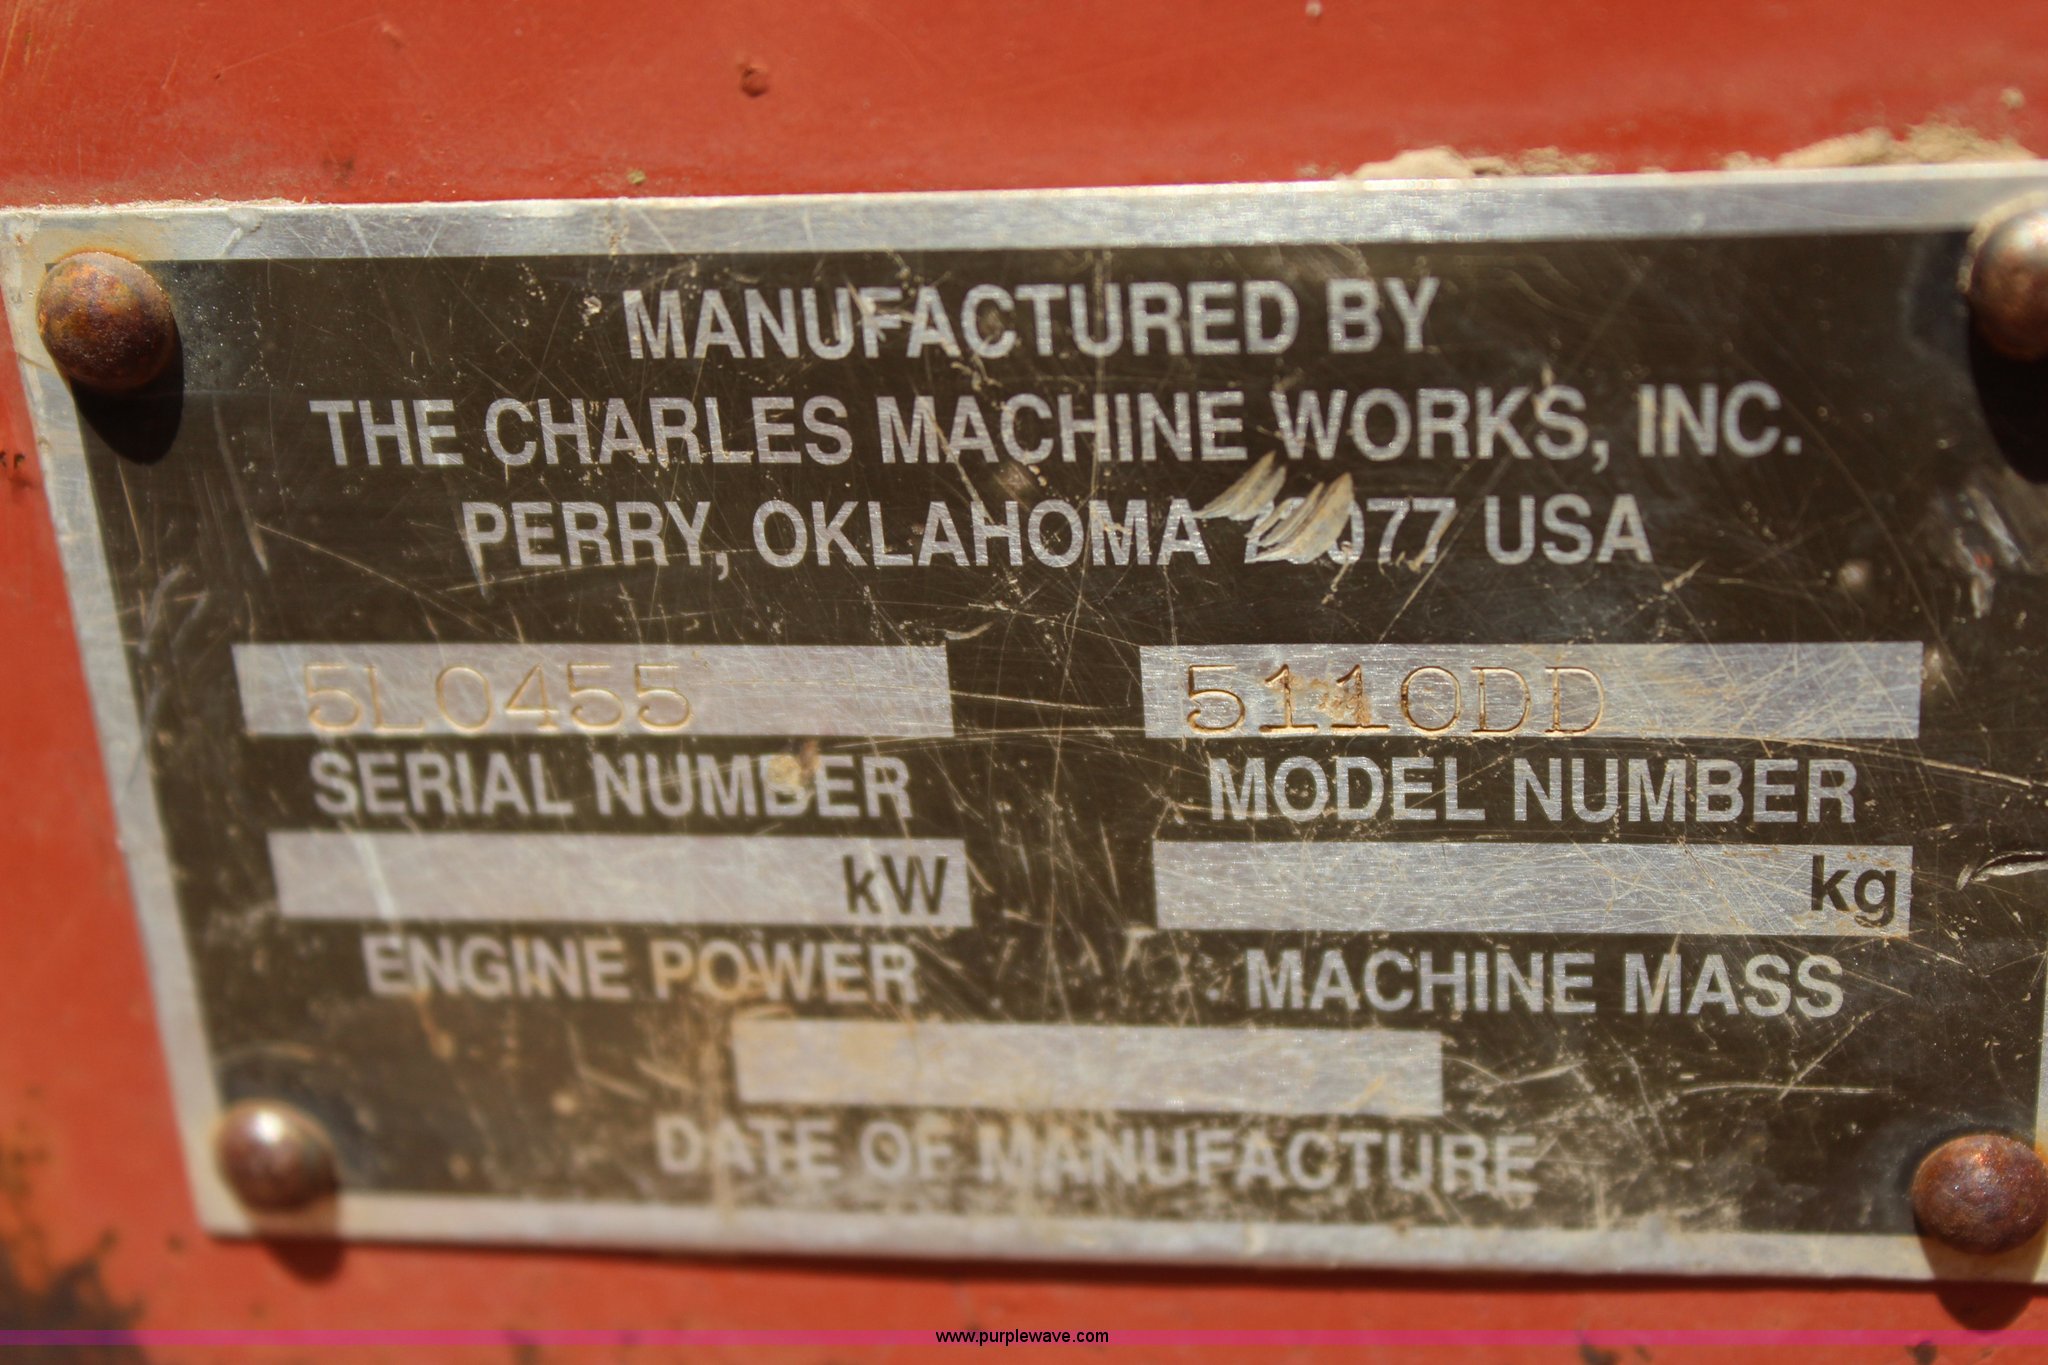 MANUFACTURED BY
THE CHARLES MACHINE WORKS, INC.
PERRY, OKLAHOMA 077 USA
5L0455 5110DD
SERIAL NUMBER MODEL NUMBER
kW kg
ENGINE POWER MACHINE MASS
DATE OF MANUFACTURE
www.purplewave.com